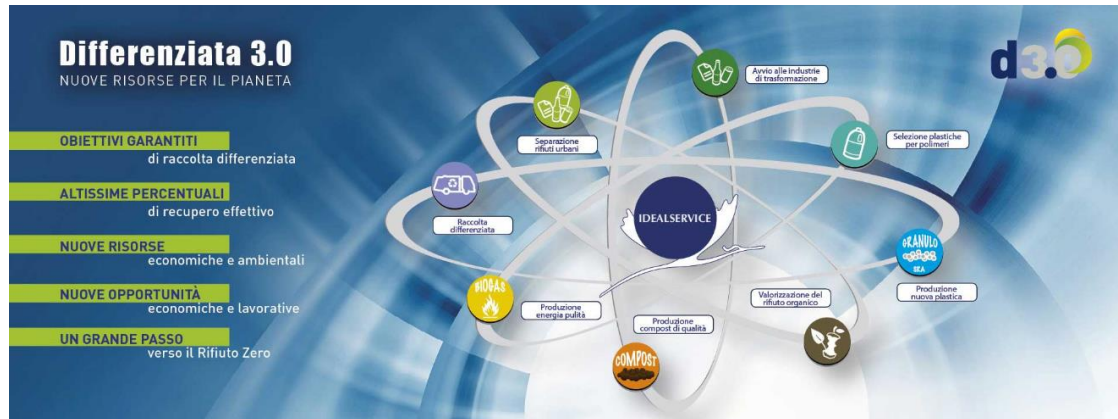 Differenziata 3.0
NUOVE RISORSE PER IL PIANETA
OBIETTIVI GARANTITI
di raccolta differenziata
ALTISSIME PERCENTUALI
di recupero effettivo
NUOVE RISORSE
economiche e ambientali
NUOVE OPPORTUNITÀ
economiche e lavorative
UN GRANDE PASSO
verso il Rifiuto Zero
d3.0
Avvio alle industrie
di trasformazione
Separazione
rifiuti urbani
Selezione plastiche
per polimeri
Raccolta
differenziata
IDEALSERVICE
GRANULO
SEA
Produzione
nuova plastica
BIOGAS
Produzione
energia pulità
Valorizzazione del
rifiuto organico
Produzione
compost di qualità
COMPOST